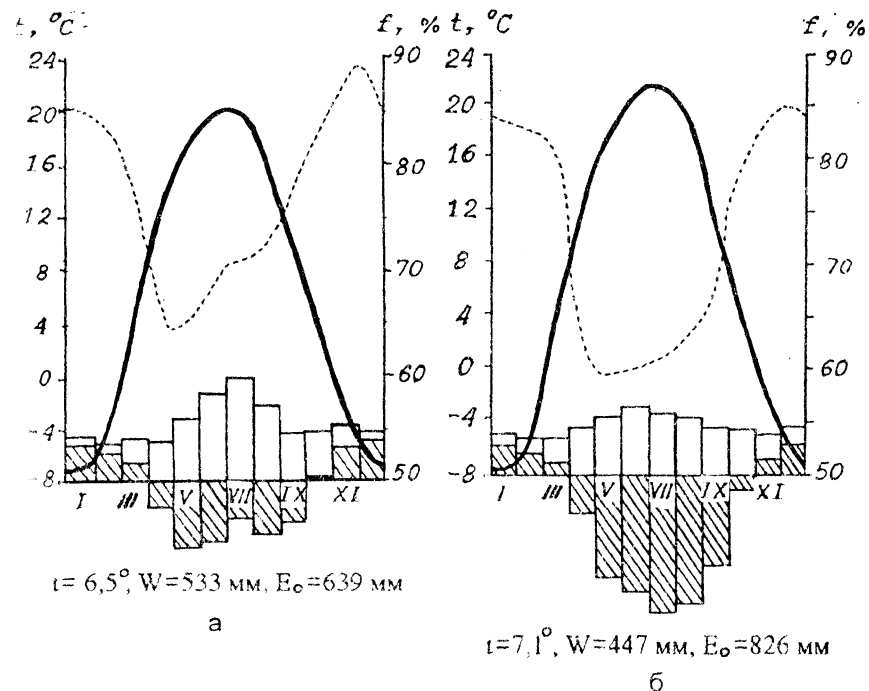 t, °C f, % t, °C f, %
24 90 24 90
20 20
16 80 16 80
12 12
8 70 8 70
4 4
0 60 0 60
-4 -4
-8 50 -8 50
I III V VII IX XI I III V VII IX XI
t= 6,5°, W=533 мм, E₀=639 мм
а
t=7,1°, W=447 мм, E₀=826 мм
б